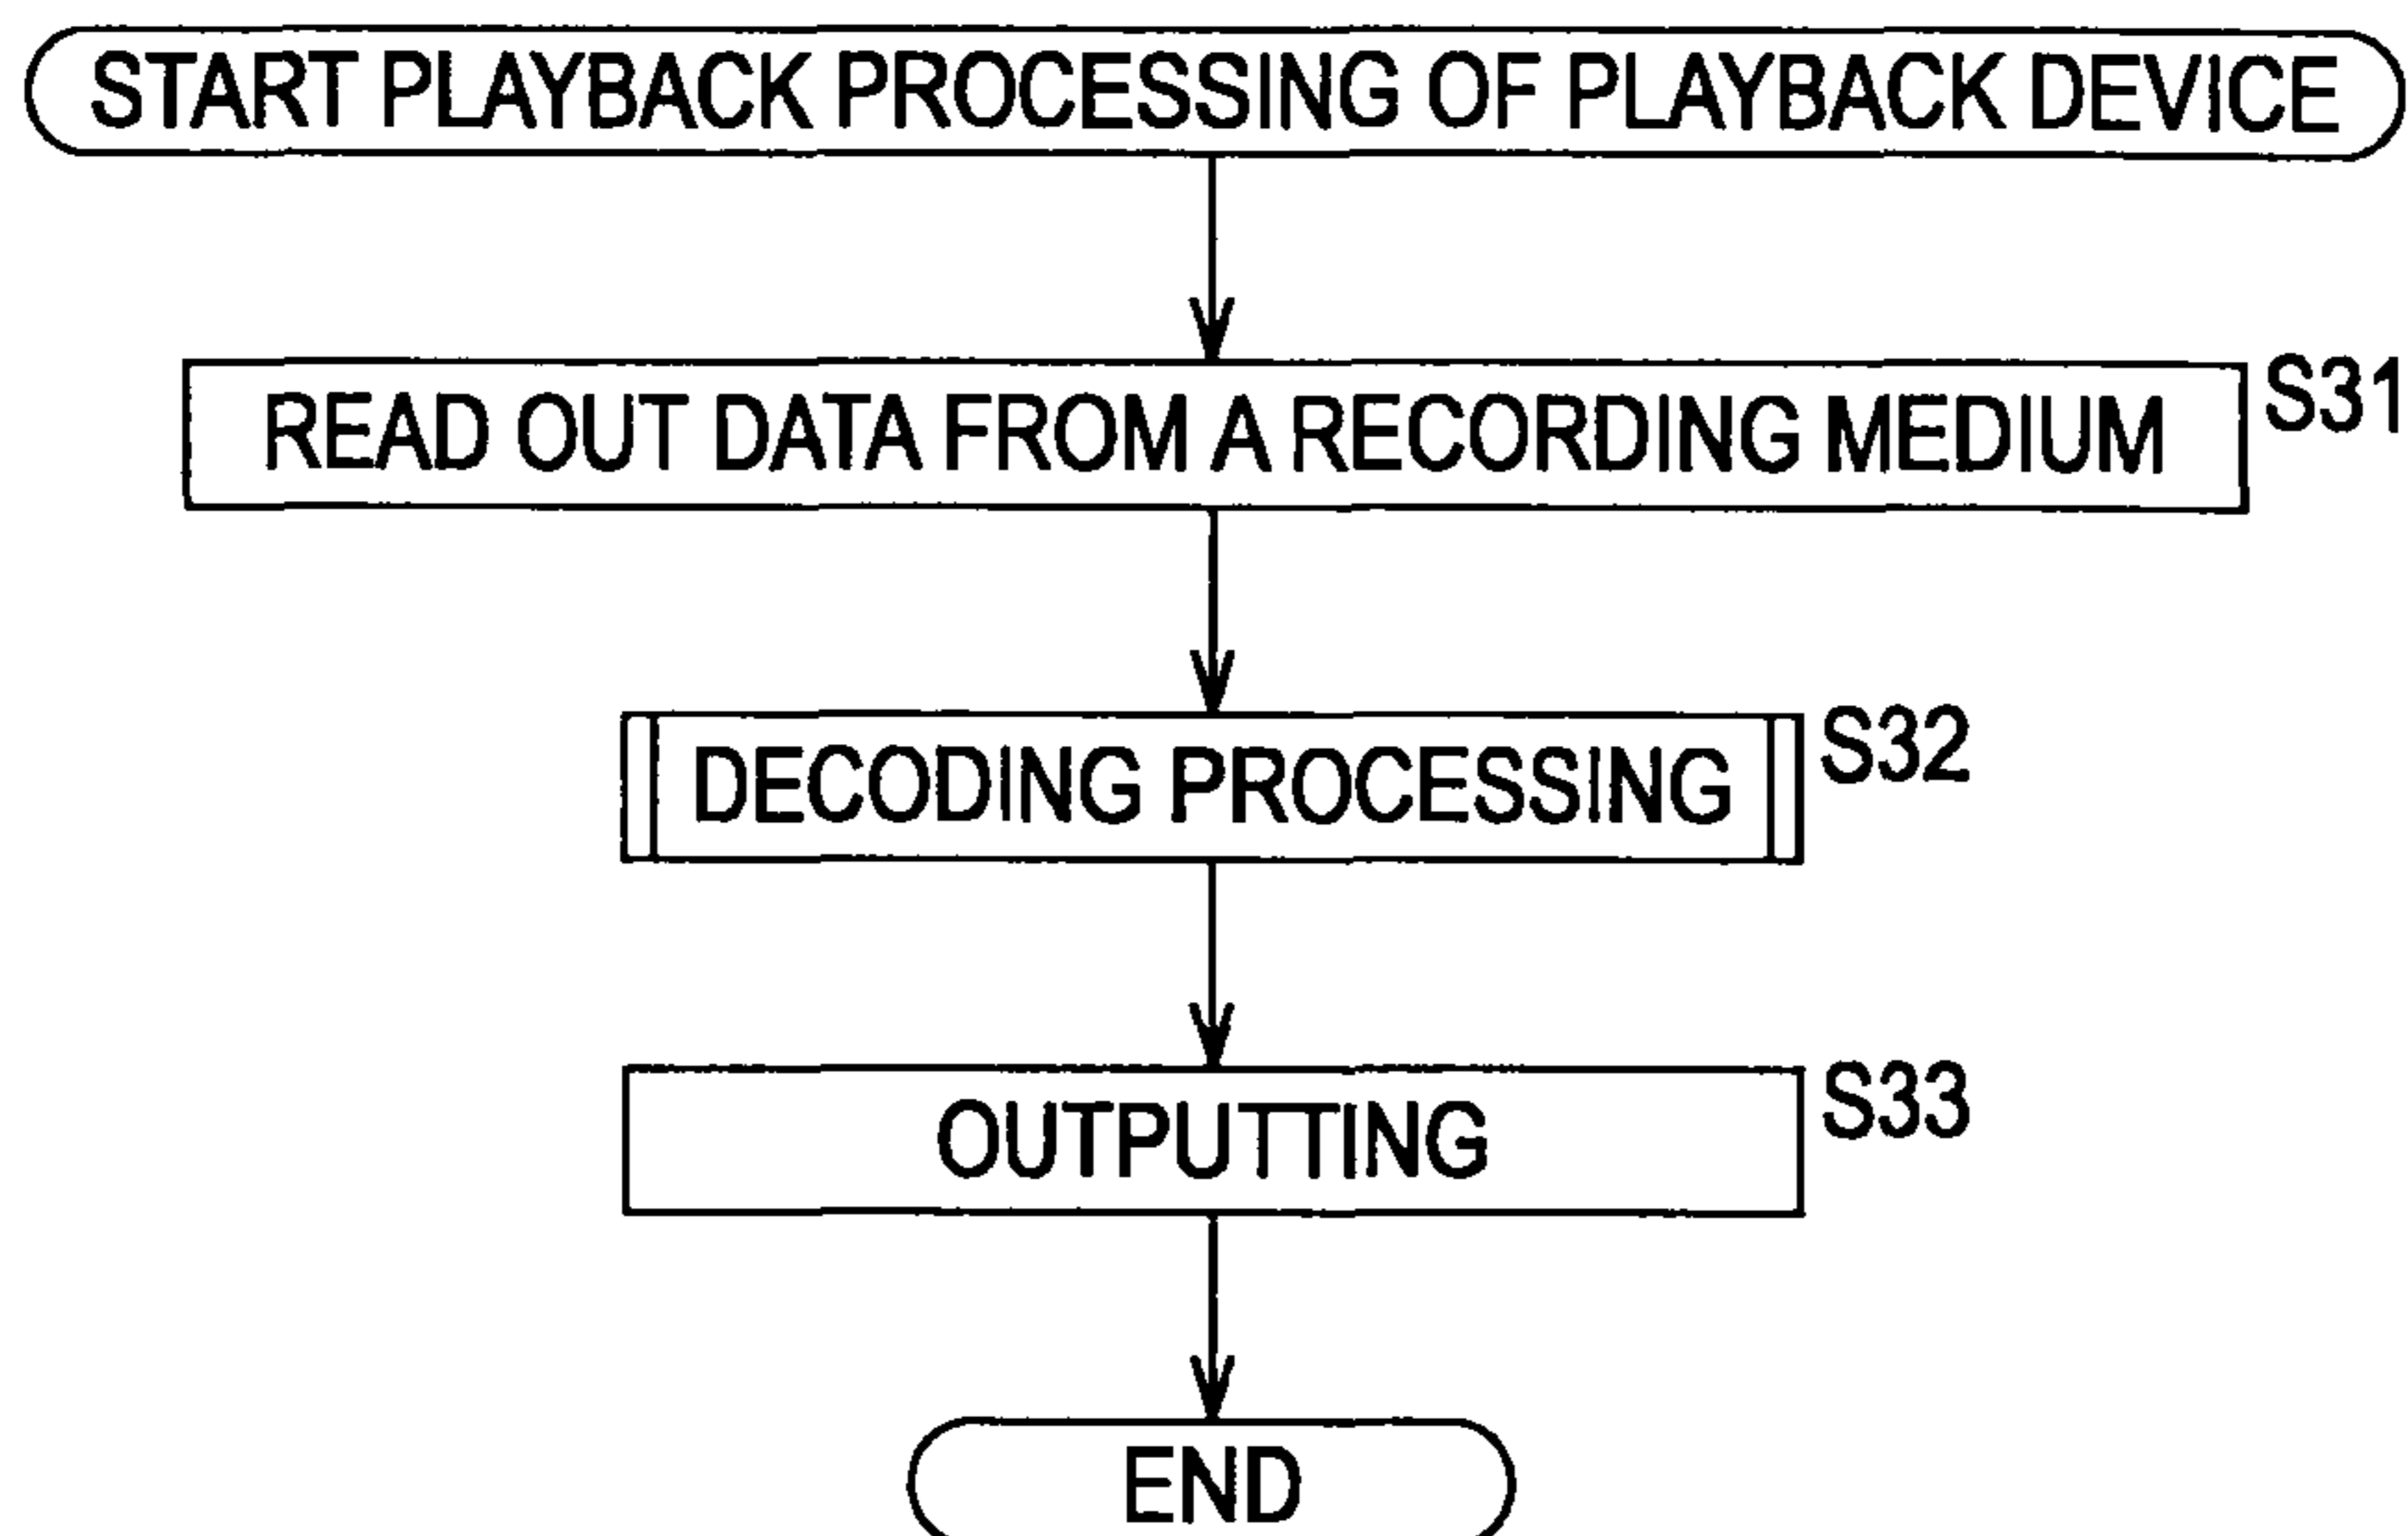 START PLAYBACK PROCESSING OF PLAYBACK DEVICE
READ OUT DATA FROM A RECORDING MEDIUM
S31
DECODING PROCESSING
S32
OUTPUTTING
S33
END